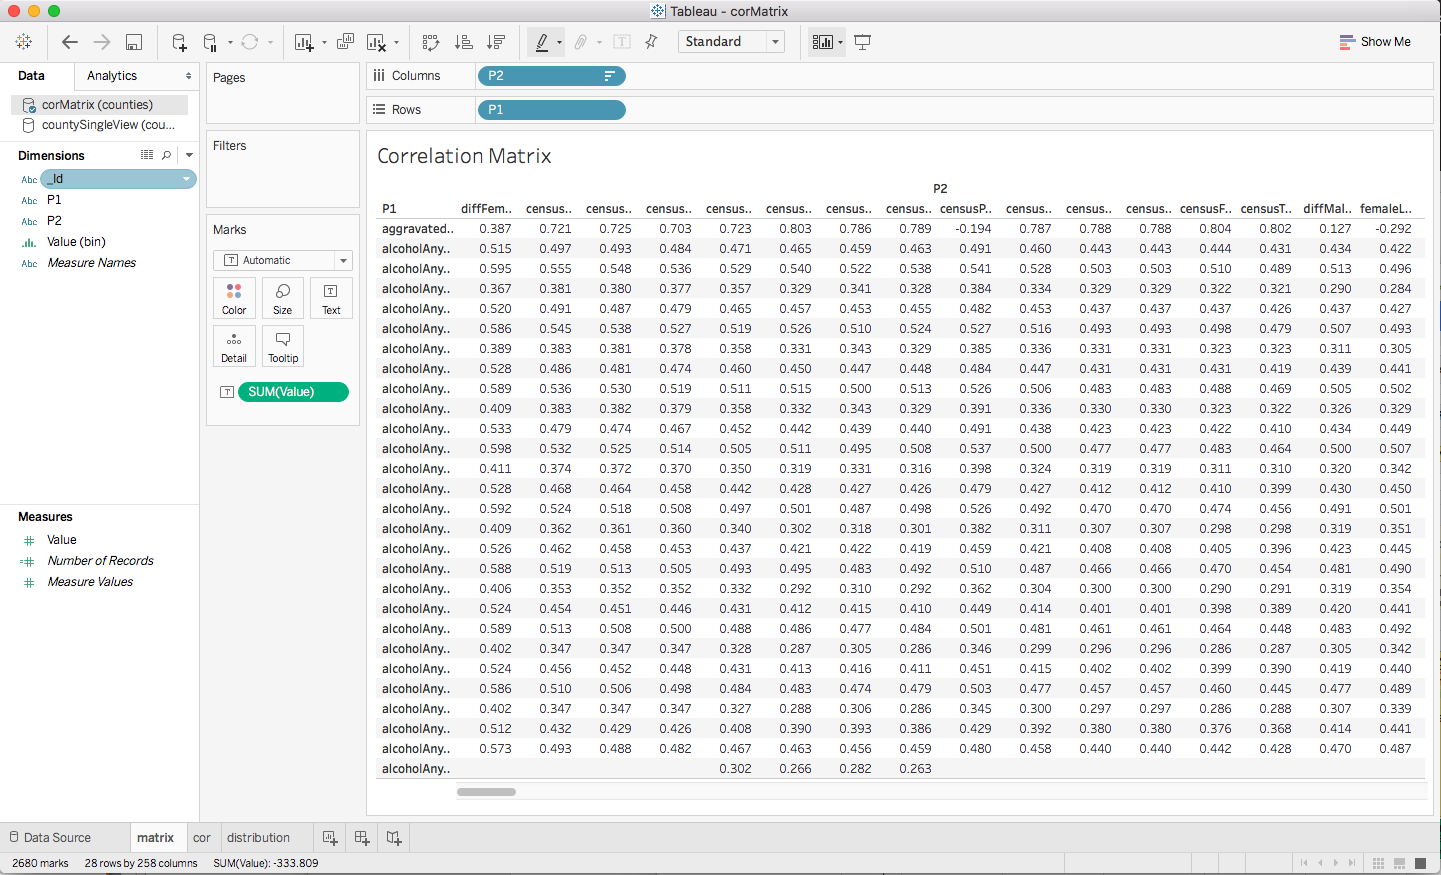 Tableau - corMatrix
Standard
Show Me
Data Analytics
corMatrix (counties)
countySingleView (cou...
Dimensions
Abc _Id
Abc P1
Abc P2
Value (bin)
Abc Measure Names
Measures
# Value
=# Number of Records
# Measure Values
Pages
Filters
Marks
T Automatic
Color Size Text
Detail Tooltip
T SUM(Value)
Columns P2
Rows P1
Correlation Matrix
P2
P1 diffFem.. census.. census.. census.. census.. census.. census.. census.. censusP.. census.. census.. census.. censusF.. censusT.. diffMal.. femaleL..
aggravated.. 0.387 0.721 0.725 0.703 0.723 0.803 0.786 0.789 -0.194 0.787 0.788 0.788 0.804 0.802 0.127 -0.292
alcoholAny.. 0.515 0.497 0.493 0.484 0.471 0.465 0.459 0.463 0.491 0.460 0.443 0.443 0.444 0.431 0.434 0.422
alcoholAny.. 0.595 0.555 0.548 0.536 0.529 0.540 0.522 0.538 0.541 0.528 0.503 0.503 0.510 0.489 0.513 0.496
alcoholAny.. 0.367 0.381 0.380 0.377 0.357 0.329 0.341 0.328 0.384 0.334 0.329 0.329 0.322 0.321 0.290 0.284
alcoholAny.. 0.520 0.491 0.487 0.479 0.465 0.457 0.453 0.455 0.482 0.453 0.437 0.437 0.437 0.426 0.437 0.427
alcoholAny.. 0.586 0.545 0.538 0.527 0.519 0.526 0.510 0.524 0.527 0.516 0.493 0.493 0.498 0.479 0.507 0.493
alcoholAny.. 0.389 0.383 0.381 0.378 0.358 0.331 0.343 0.329 0.385 0.336 0.331 0.331 0.323 0.323 0.311 0.305
alcoholAny.. 0.528 0.486 0.481 0.474 0.460 0.450 0.447 0.448 0.484 0.447 0.431 0.431 0.431 0.419 0.439 0.441
alcoholAny.. 0.589 0.536 0.530 0.519 0.511 0.515 0.500 0.513 0.526 0.506 0.483 0.483 0.488 0.469 0.505 0.502
alcoholAny.. 0.409 0.383 0.382 0.379 0.358 0.332 0.343 0.329 0.391 0.336 0.330 0.330 0.323 0.322 0.326 0.329
alcoholAny.. 0.533 0.479 0.474 0.467 0.452 0.442 0.439 0.440 0.491 0.438 0.423 0.423 0.422 0.410 0.434 0.449
alcoholAny.. 0.598 0.532 0.525 0.514 0.505 0.511 0.495 0.508 0.537 0.500 0.477 0.477 0.483 0.464 0.500 0.507
alcoholAny.. 0.411 0.374 0.372 0.370 0.350 0.319 0.331 0.316 0.398 0.324 0.319 0.319 0.311 0.310 0.320 0.342
alcoholAny.. 0.528 0.468 0.464 0.458 0.442 0.428 0.427 0.426 0.479 0.427 0.412 0.412 0.410 0.399 0.430 0.450
alcoholAny.. 0.592 0.524 0.518 0.508 0.497 0.501 0.487 0.498 0.526 0.492 0.470 0.470 0.474 0.456 0.491 0.501
alcoholAny.. 0.409 0.362 0.361 0.360 0.340 0.302 0.318 0.301 0.382 0.311 0.307 0.307 0.298 0.298 0.319 0.351
alcoholAny.. 0.526 0.462 0.458 0.453 0.437 0.421 0.422 0.419 0.459 0.421 0.408 0.408 0.405 0.396 0.423 0.445
alcoholAny.. 0.588 0.519 0.513 0.505 0.493 0.495 0.483 0.492 0.510 0.487 0.466 0.466 0.470 0.454 0.481 0.490
alcoholAny.. 0.406 0.353 0.352 0.352 0.332 0.292 0.310 0.292 0.362 0.304 0.300 0.300 0.290 0.291 0.319 0.354
alcoholAny.. 0.524 0.454 0.451 0.446 0.431 0.412 0.415 0.410 0.449 0.414 0.401 0.401 0.398 0.389 0.420 0.441
alcoholAny.. 0.589 0.513 0.508 0.500 0.488 0.486 0.477 0.484 0.501 0.481 0.461 0.461 0.464 0.448 0.483 0.492
alcoholAny.. 0.402 0.347 0.347 0.347 0.328 0.287 0.305 0.286 0.346 0.299 0.296 0.296 0.286 0.287 0.305 0.342
alcoholAny.. 0.524 0.456 0.452 0.448 0.431 0.413 0.416 0.411 0.451 0.415 0.402 0.402 0.399 0.390 0.419 0.440
alcoholAny.. 0.586 0.510 0.506 0.498 0.484 0.483 0.474 0.479 0.503 0.477 0.457 0.457 0.460 0.445 0.477 0.489
alcoholAny.. 0.402 0.347 0.347 0.347 0.327 0.288 0.306 0.286 0.345 0.300 0.297 0.297 0.286 0.288 0.307 0.339
alcoholAny.. 0.512 0.432 0.429 0.426 0.408 0.390 0.393 0.386 0.429 0.392 0.380 0.380 0.376 0.368 0.414 0.441
alcoholAny.. 0.573 0.493 0.488 0.482 0.467 0.463 0.456 0.459 0.480 0.458 0.440 0.440 0.442 0.428 0.470 0.487
alcoholAny.. 0.302 0.266 0.282 0.263
Data Source matrix cor distribution
2680 marks 28 rows by 258 columns SUM(Value): -333.809